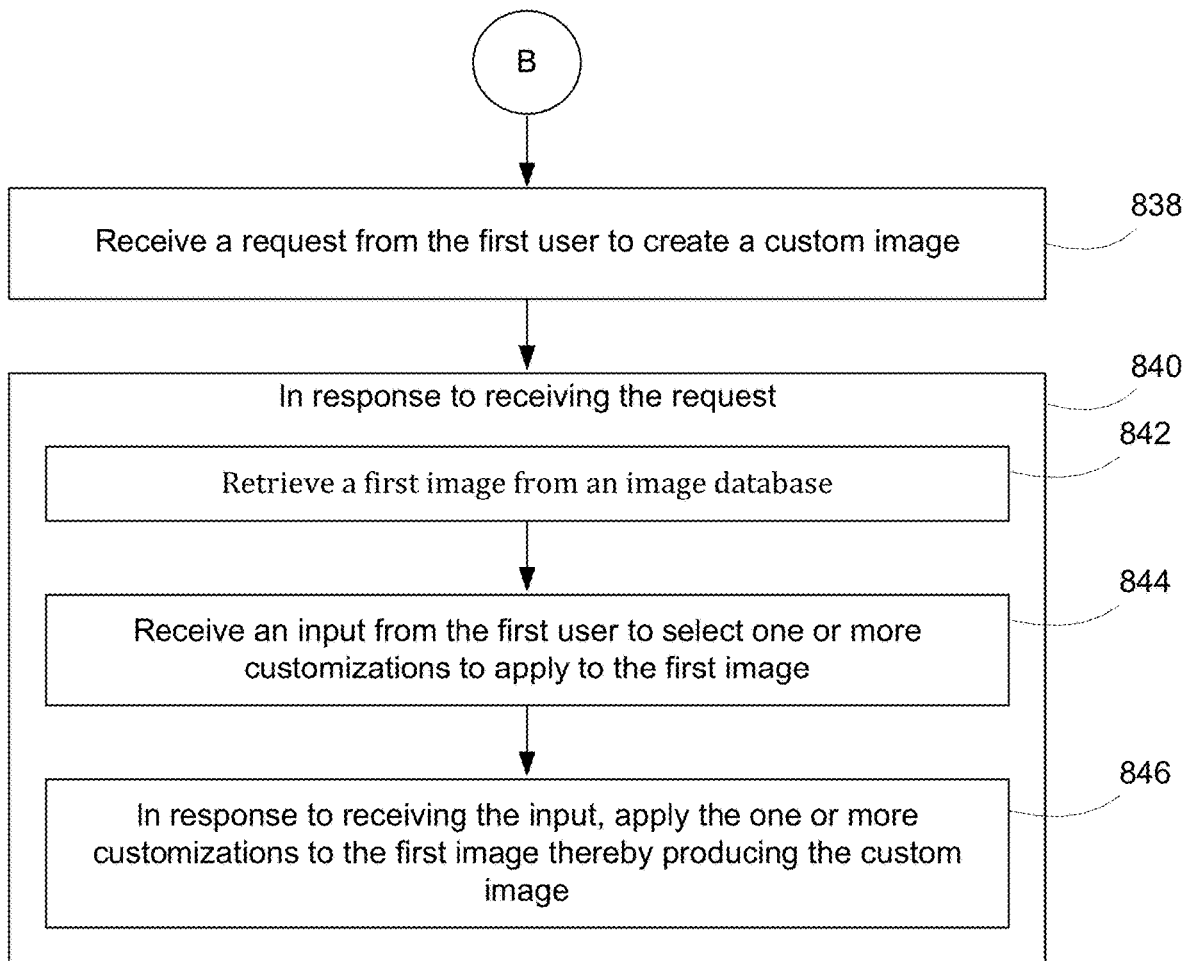 B
Receive a request from the first user to create a custom image
838
In response to receiving the request
840
Retrieve a first image from an image database
842
Receive an input from the first user to select one or more
customizations to apply to the first image
844
In response to receiving the input, apply the one or more
customizations to the first image thereby producing the custom
image
846